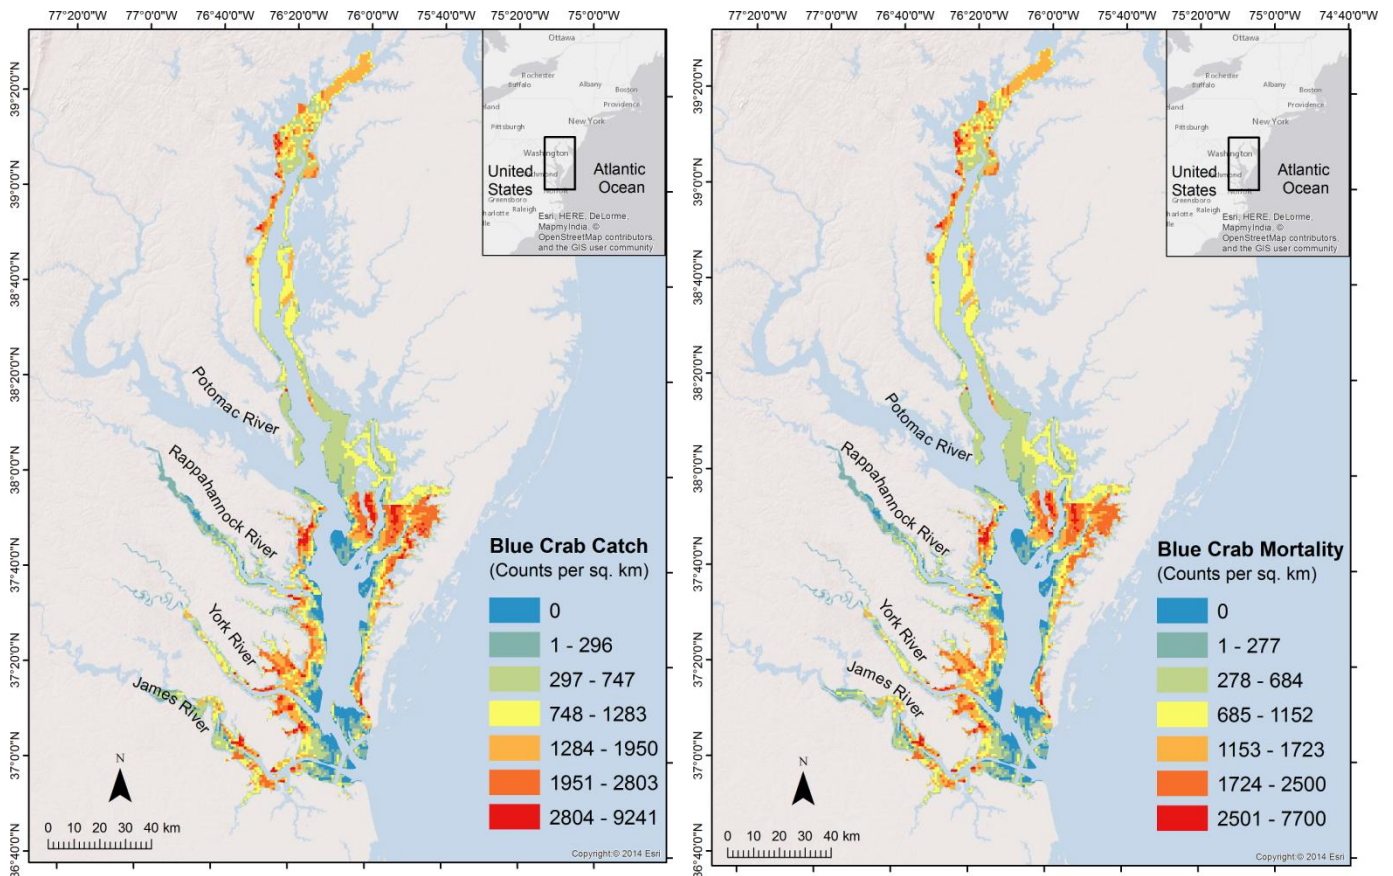 77°20'0"W
76°40'0"W
76°20'0"W
76°0'0"W
75°40'0"W
75°0'0"W
39°20'0"N
39°0'0"N
38°40'0"N
38°20'0"N
38°0'0"N
37°40'0"N
37°20'0"N
37°0'0"N
36°40'0"N
Ottawa
Rochester
Buffalo
Albany
Boston
Providence
land
New York
Pittsburgh
Washington
United
States
Atlantic
Ocean
Greensboro
Raleigh
harlotte
lle
Esri, HERE, DeLorme,
MapmyIndia, ©
OpenStreetMap contributors,
and the GIS user community
Potomac River
Rappahannock River
York River
James River
Blue Crab Catch
(Counts per sq. km)
0
1 - 296
297 - 747
748 - 1283
1284 - 1950
1951 - 2803
2804 - 9241
N
0 10 20 30 40 km
Copyright:© 2014 Esri
77°20'0"W
76°40'0"W
76°20'0"W
76°0'0"W
75°40'0"W
75°20'0"W
75°0'0"W
74°40'0"W
39°20'0"N
39°0'0"N
38°40'0"N
38°20'0"N
38°0'0"N
37°40'0"N
37°20'0"N
37°0'0"N
36°40'0"N
Ottawa
Rochester
Buffalo
Albany
Boston
Providence
land
New York
Pittsburgh
Washington
United
States
Atlantic
Ocean
Greensboro
Raleigh
harlotte
lle
Esri, HERE, DeLorme,
MapmyIndia, ©
OpenStreetMap contributors,
and the GIS user community
Potomac River
Rappahannock River
York River
James River
Blue Crab Mortality
(Counts per sq. km)
0
1 - 277
278 - 684
685 - 1152
1153 - 1723
1724 - 2500
2501 - 7700
N
0 10 20 30 40 km
Copyright:© 2014 Esri